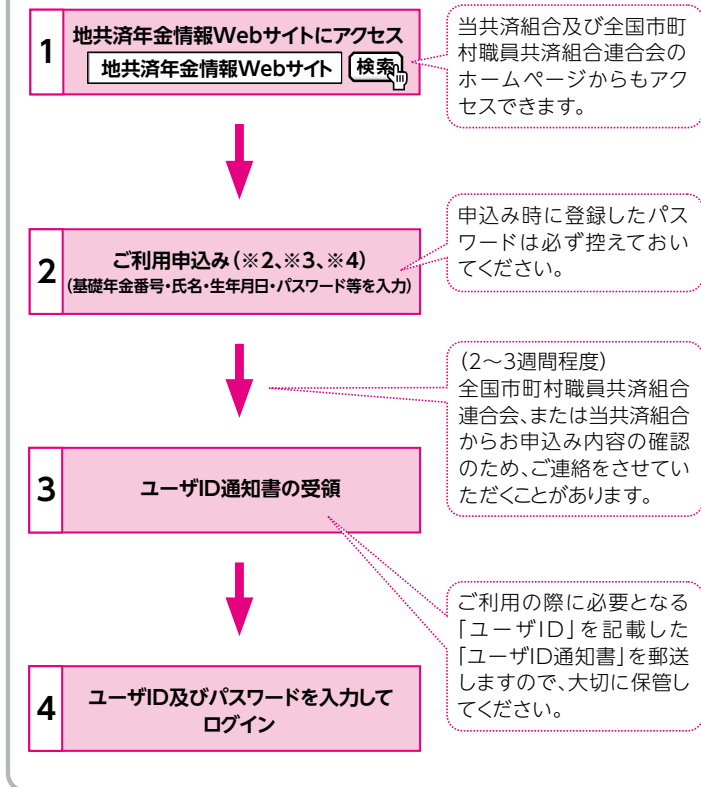 1
地共済年金情報Webサイトにアクセス
地共済年金情報Webサイト 検索
当共済組合及び全国市町
村職員共済組合連合会の
ホームページからもアク
セスできます。
2
ご利用申込み(※2、※3、※4)
(基礎年金番号・氏名・生年月日・パスワード等を入力)
申込み時に登録したパス
ワードは必ず控えておい
てください。
(2～3週間程度)
全国市町村職員共済組合
連合会、または当共済組合
からお申込み内容の確認
のため、ご連絡をさせてい
ただくことがあります。
3
ユーザID通知書の受領
ご利用の際に必要となる
「ユーザID」を記載した
「ユーザID通知書」を郵送
しますので、大切に保管し
てください。
4
ユーザID及びパスワードを入力して
ログイン